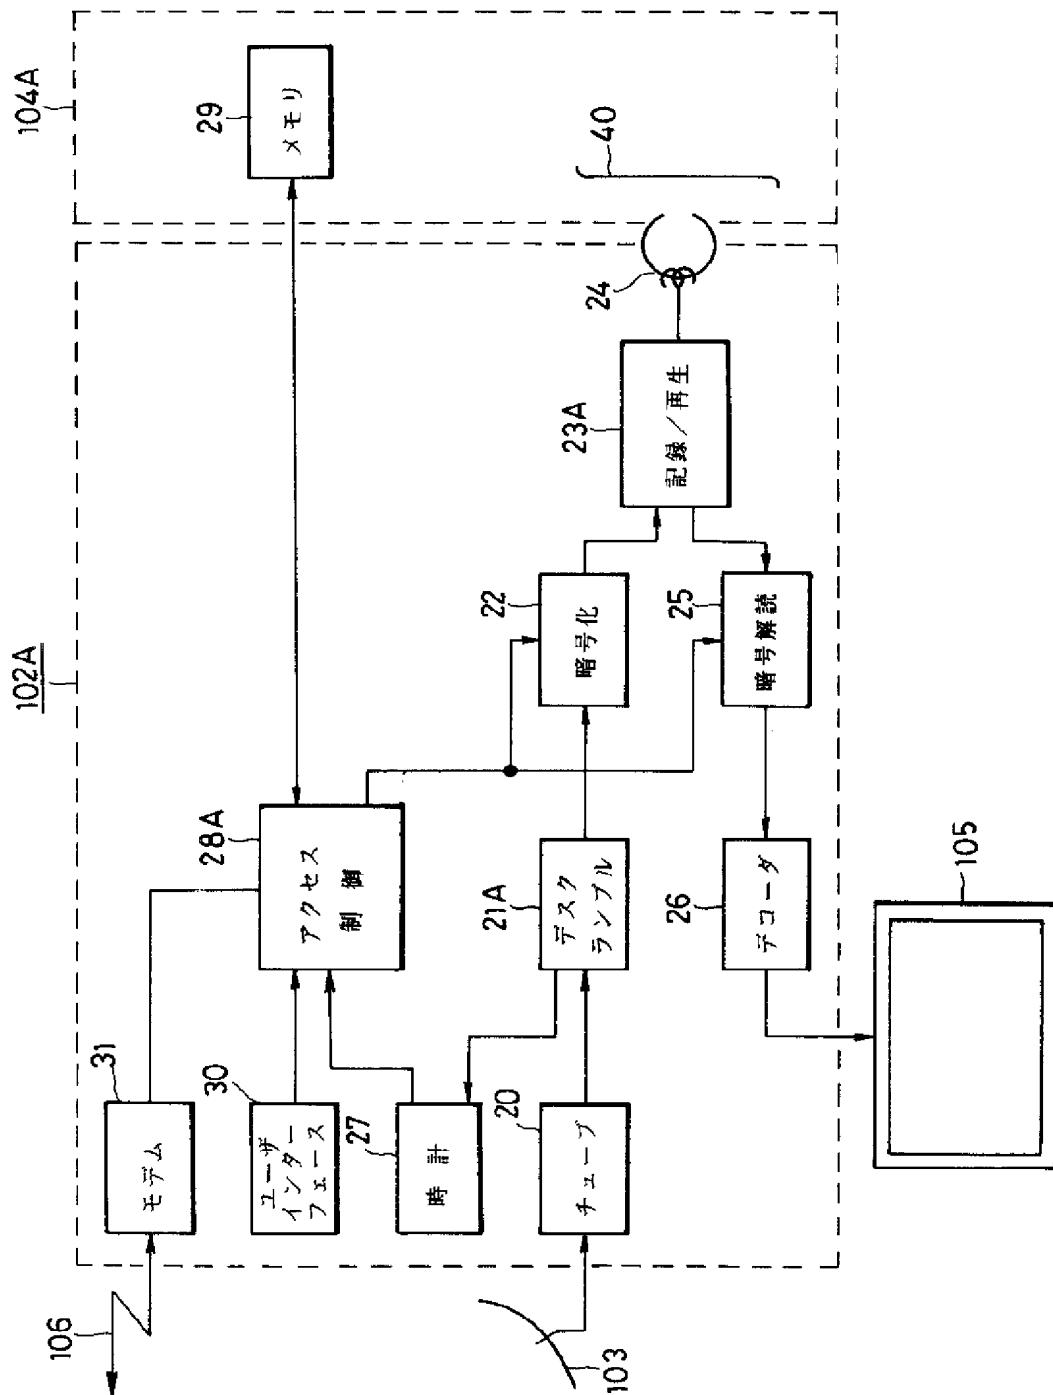 104A
29
メモリ
40
24
23A
記録／再生
102A
22
暗号化
25
暗号解読
28A
アクセス
制御
21A
デスク
ランブル
26
デコーダ
105
31
モデム
30
ユーザ
インター
フェース
27
時計
20
チューブ
106
103